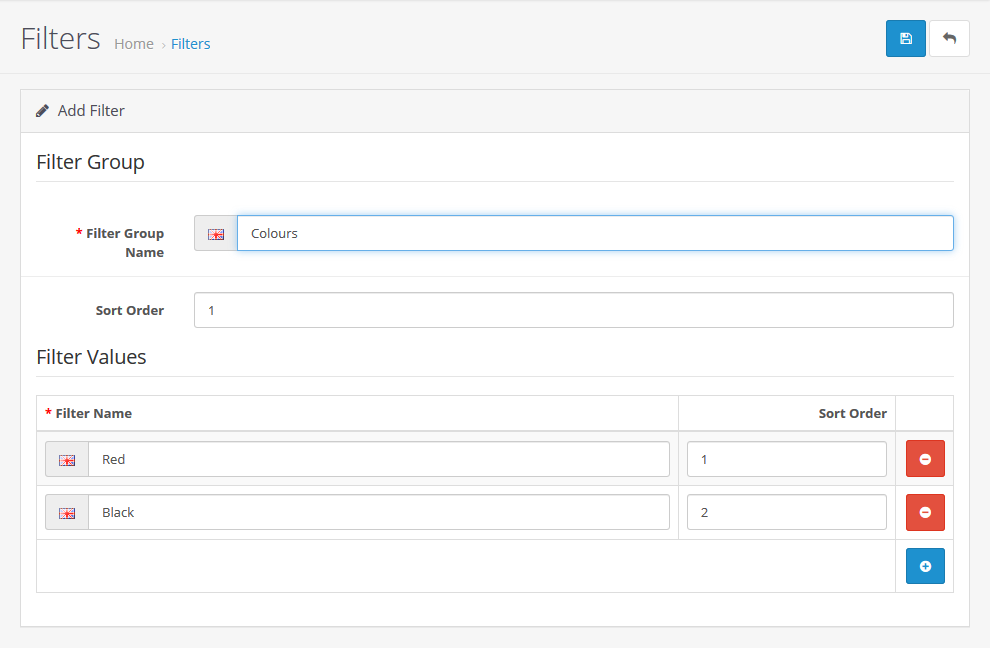 Filters Home › Filters
Add Filter
Filter Group
* Filter Group
Name
Colours
Sort Order
1
Filter Values
* Filter Name Sort Order
Red 1
Black 2